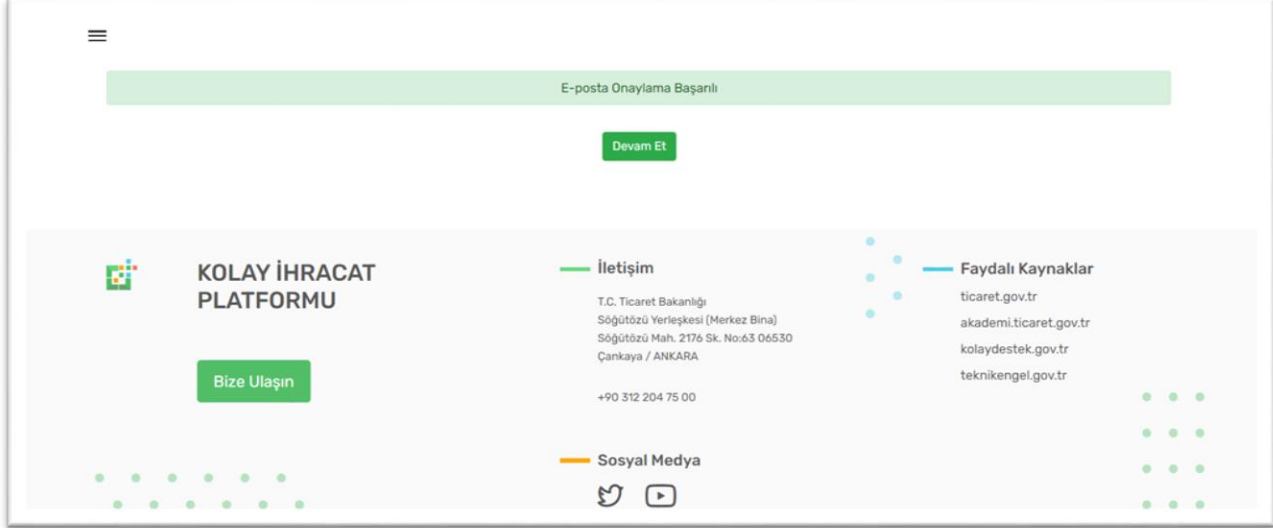 E-posta Onaylama Başarılı
Devam Et
KOLAY İHRACAT
PLATFORMU
Bize Ulaşın
İletişim
T.C. Ticaret Bakanlığı
Söğütözü Yerleşkesi (Merkez Bina)
Söğütözü Mah. 2176 Sk. No:63 06530
Çankaya / ANKARA
+90 312 204 75 00
Sosyal Medya
Faydalı Kaynaklar
ticaret.gov.tr
akademi.ticaret.gov.tr
kolaydestek.gov.tr
teknikengel.gov.tr